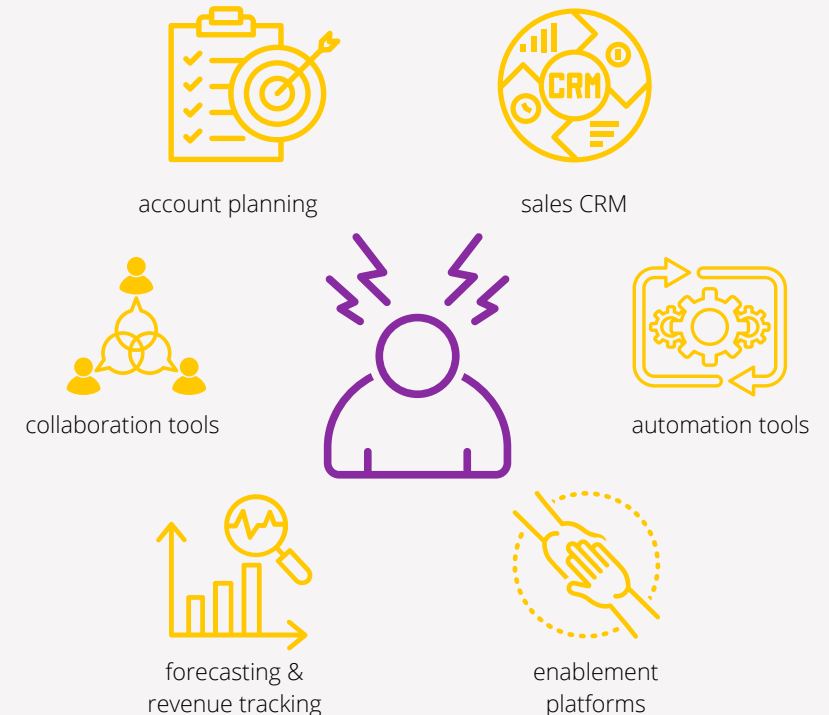 CRM
account planning
sales CRM
collaboration tools
automation tools
forecasting &
revenue tracking
enablement
platforms